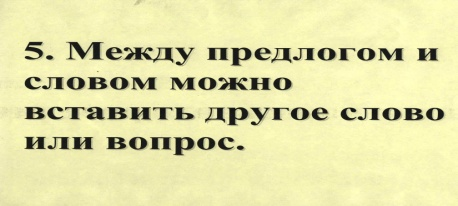 5. Между предлогом и
словом можно
вставить другое слово
или вопрос.